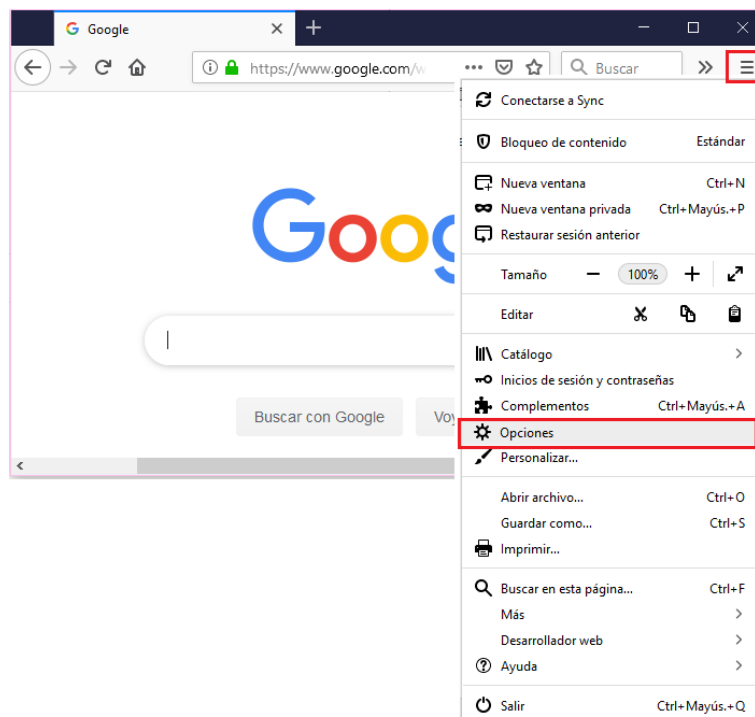 Google
https://www.google.com/w
Buscar
Conectarse a Sync
Bloqueo de contenido Estándar
Nueva ventana Ctrl+N
Nueva ventana privada Ctrl+Mayús.+P
Restaurar sesión anterior
Tamaño 100%
Editar
Catálogo
Inicios de sesión y contraseñas
Complementos Ctrl+Mayús.+A
Opciones
Personalizar...
Abrir archivo... Ctrl+O
Guardar como... Ctrl+S
Imprimir...
Buscar en esta página... Ctrl+F
Más
Desarrollador web
Ayuda
Salir Ctrl+Mayús.+Q
Goog
Buscar con Google Voy